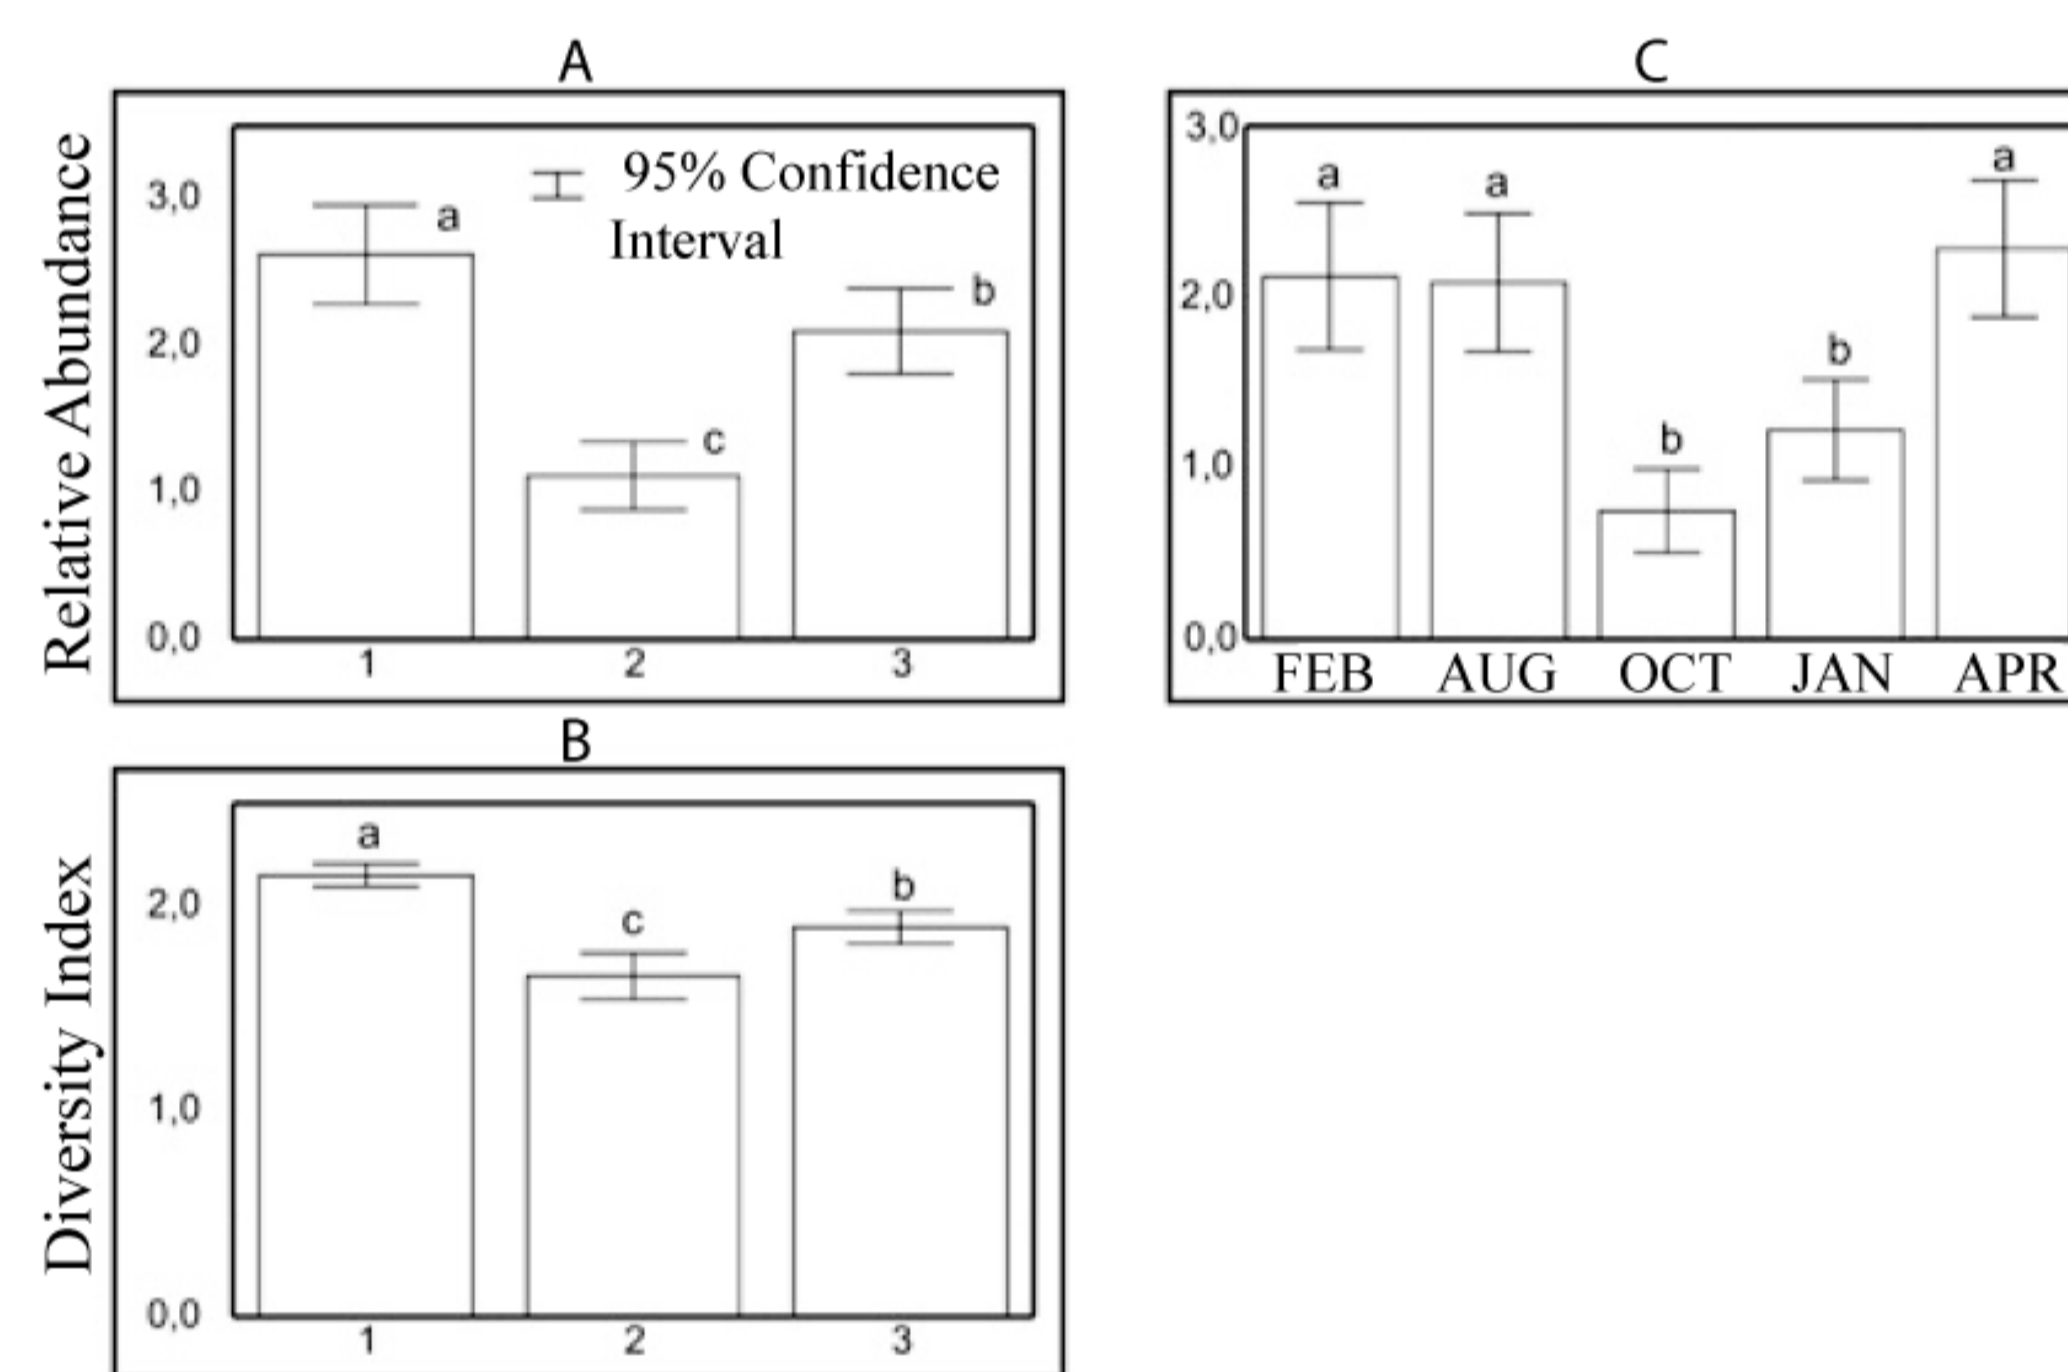 A
Relative Abundance
3,0
2,0
1,0
0,0
95% Confidence
Interval
a
c
b
1 2 3
C
3,0
2,0
1,0
0,0
a a b b a
FEB AUG OCT JAN APR
B
Diversity Index
2,0
1,0
0,0
a c b
1 2 3